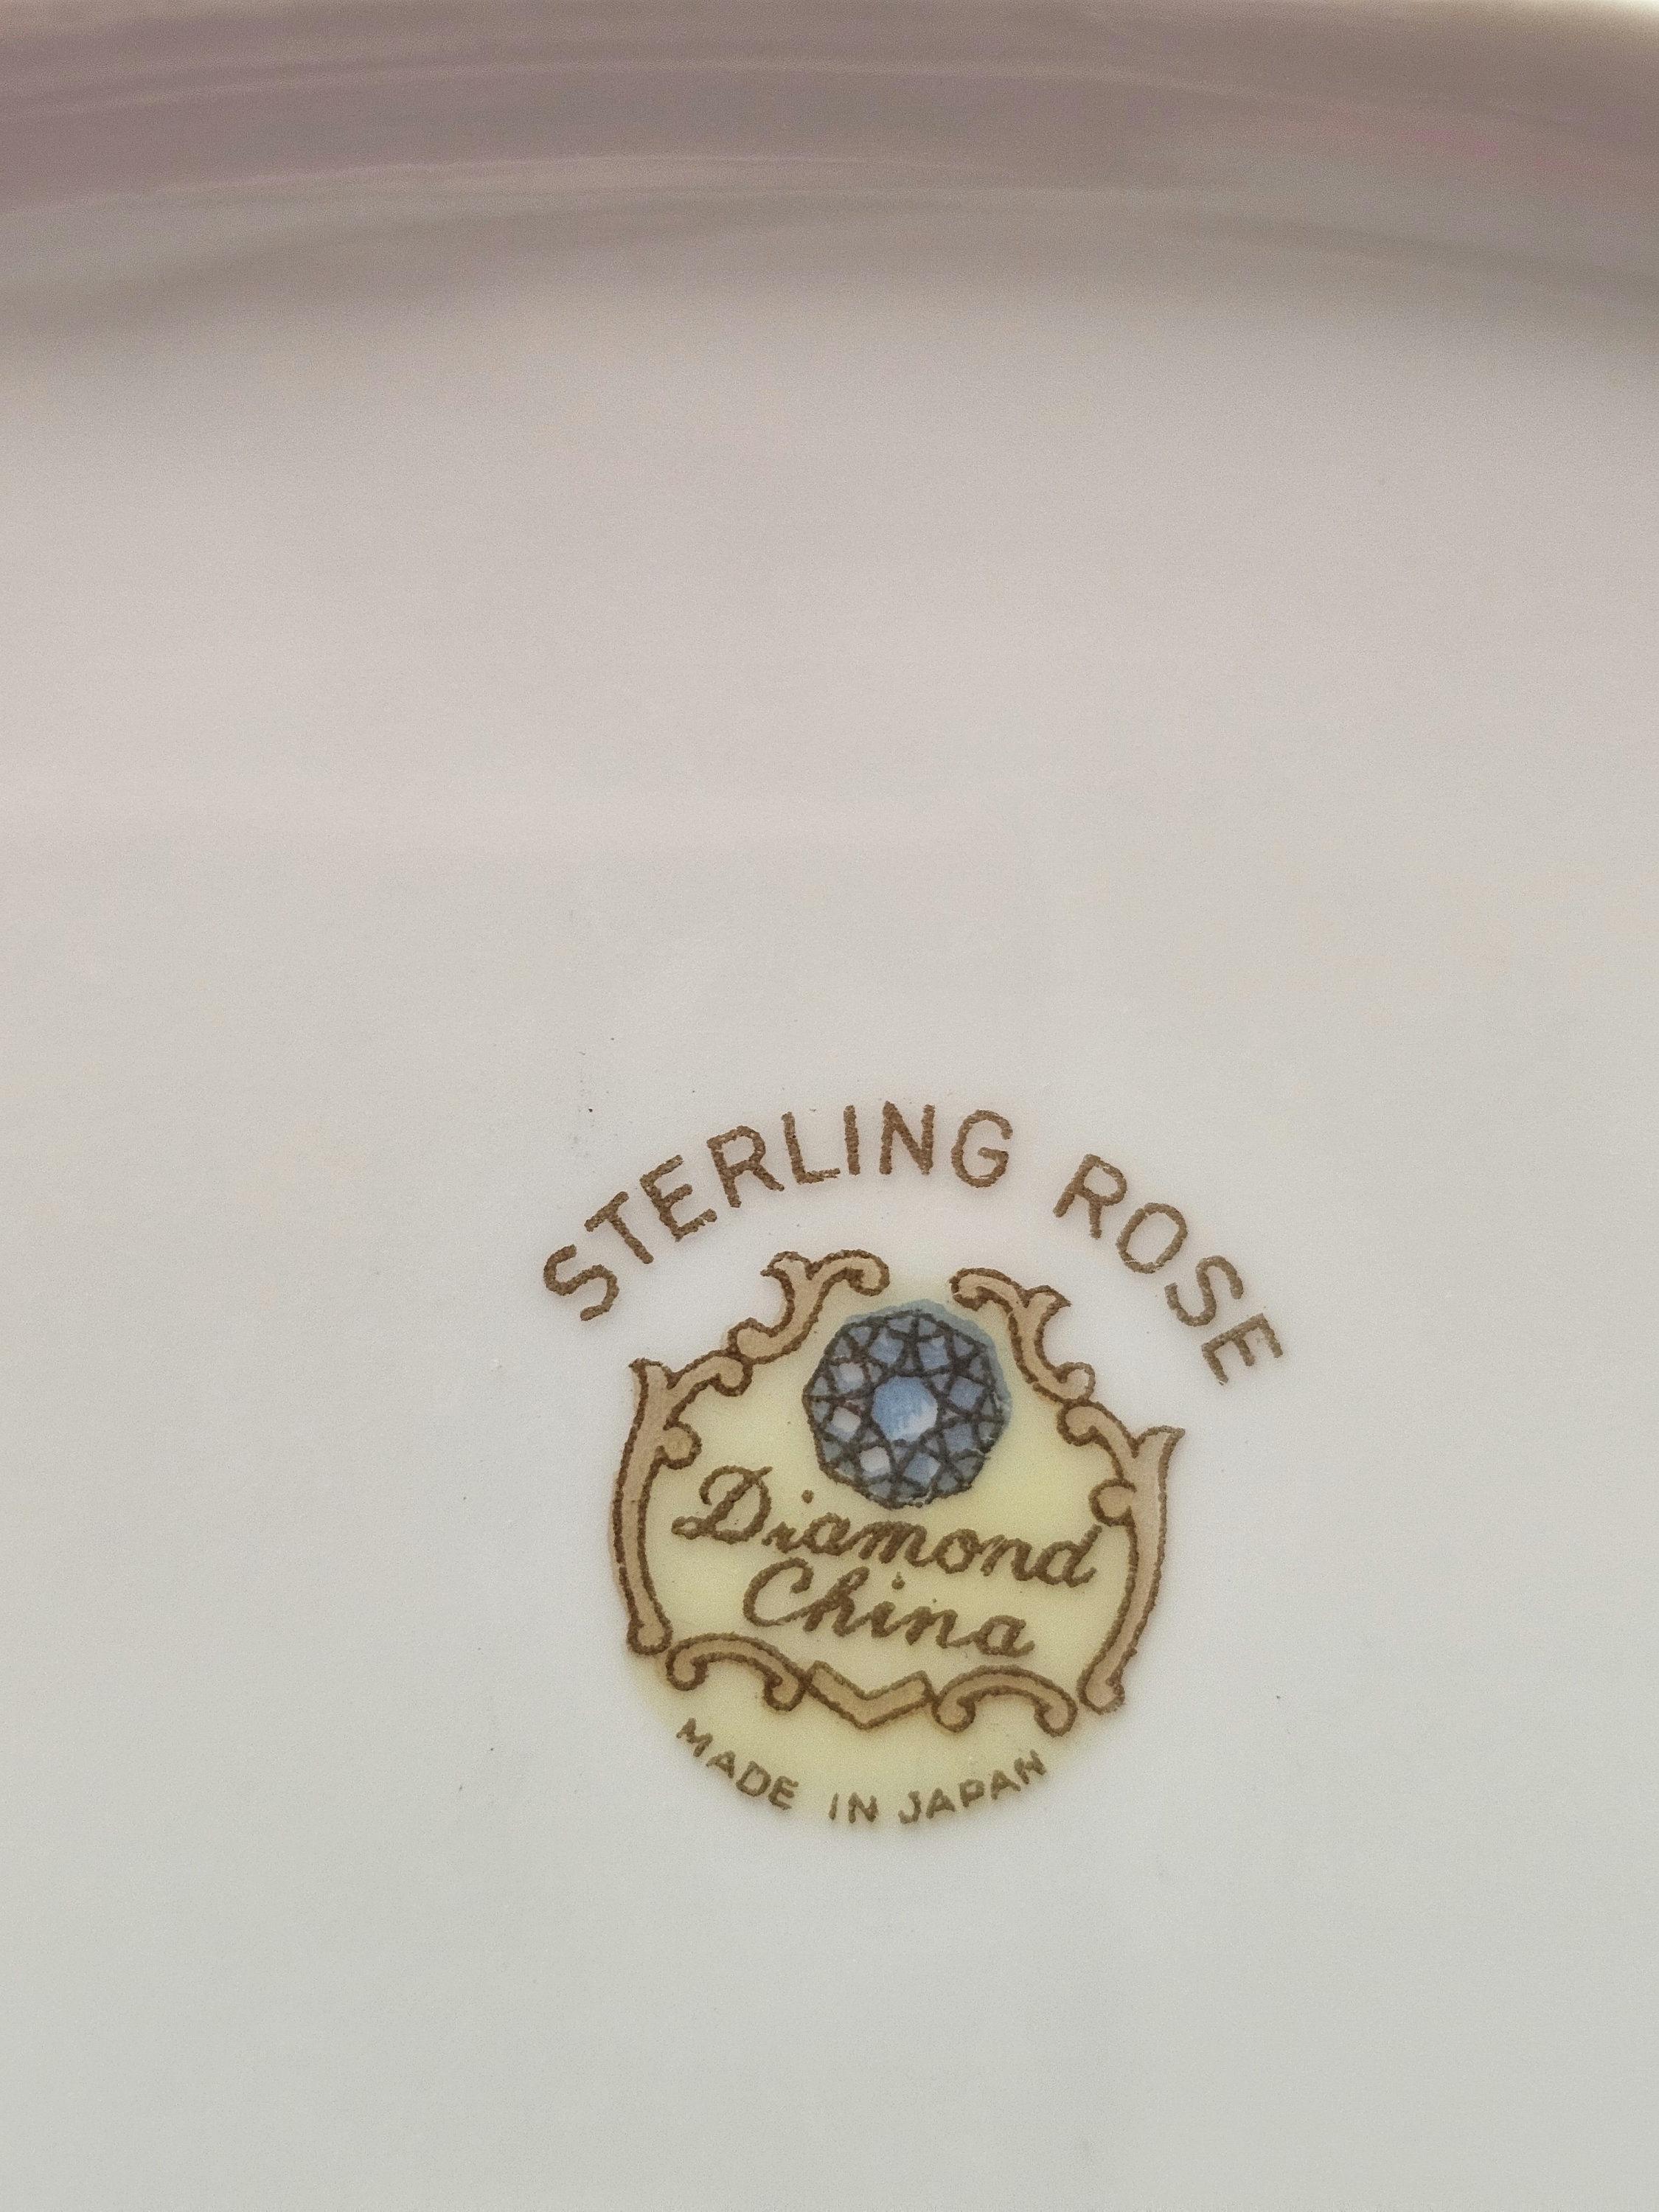 STERLING ROSE
Diamond
China
MADE IN JAPAN